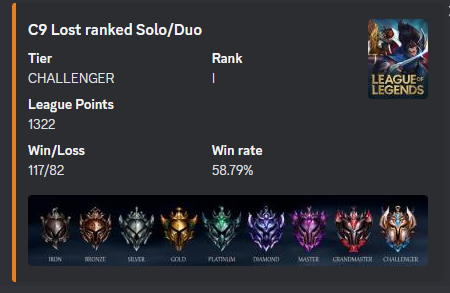 C9 Lost ranked Solo/Duo
Tier Rank
CHALLENGER I
League Points
1322
Win/Loss Win rate
117/82 58.79%
LEAGUE OF
LEGENDS
IRON BRONZE SILVER GOLD PLATINUM DIAMOND MASTER GRANDMASTER CHALLENGER